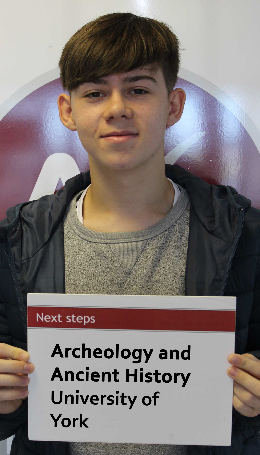 Next steps
Archeology and
Ancient History
University of
York